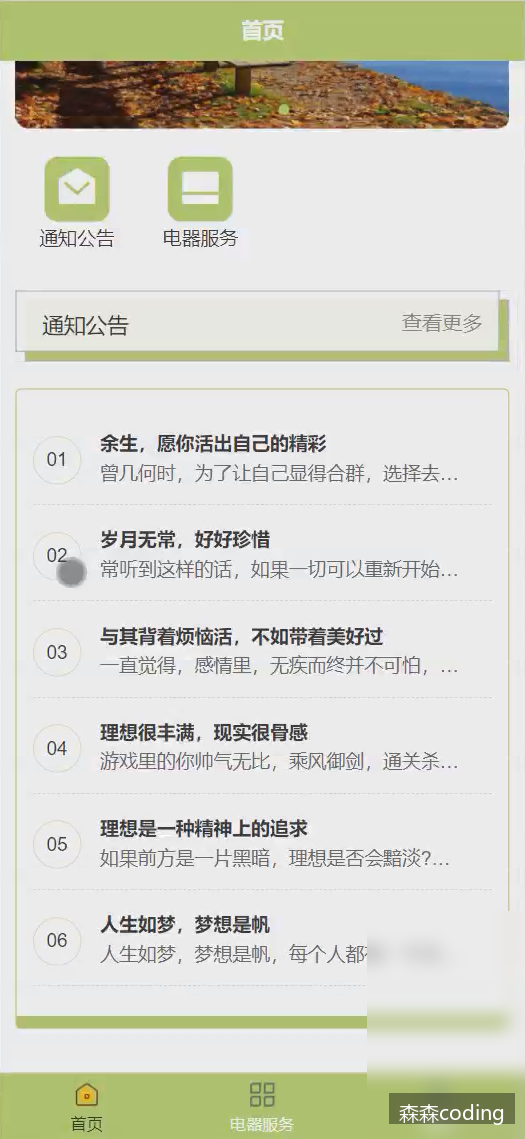 首页
通知公告
电器服务
通知公告
查看更多
01
余生，愿你活出自己的精彩
曾几何时，为了让自己显得合群，选择去...
02
岁月无常，好好珍惜
常听到这样的话，如果一切可以重新开始...
03
与其背着烦恼活，不如带着美好过
一直觉得，感情里，无疾而终并不可怕，...
04
理想很丰满，现实很骨感
游戏里的你帅气无比，乘风御剑，通关杀...
05
理想是一种精神上的追求
如果前方是一片黑暗，理想是否会黯淡?...
06
人生如梦，梦想是帆
人生如梦，梦想是帆，每个人都
首页
电器服务
森森coding